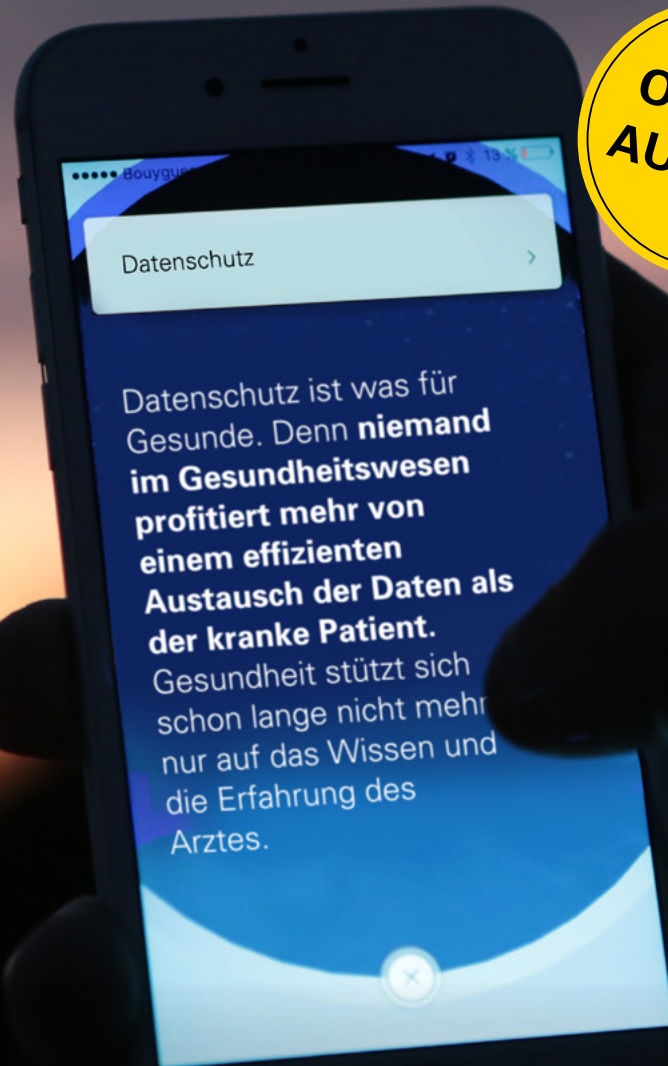 13 %
Datenschutz
Datenschutz ist was für
Gesunde. Denn niemand
im Gesundheitswesen
profitiert mehr von
einem effizienten
Austausch der Daten als
der kranke Patient.
Gesundheit stützt sich
schon lange nicht mehr
nur auf das Wissen und
die Erfahrung des
Arztes.